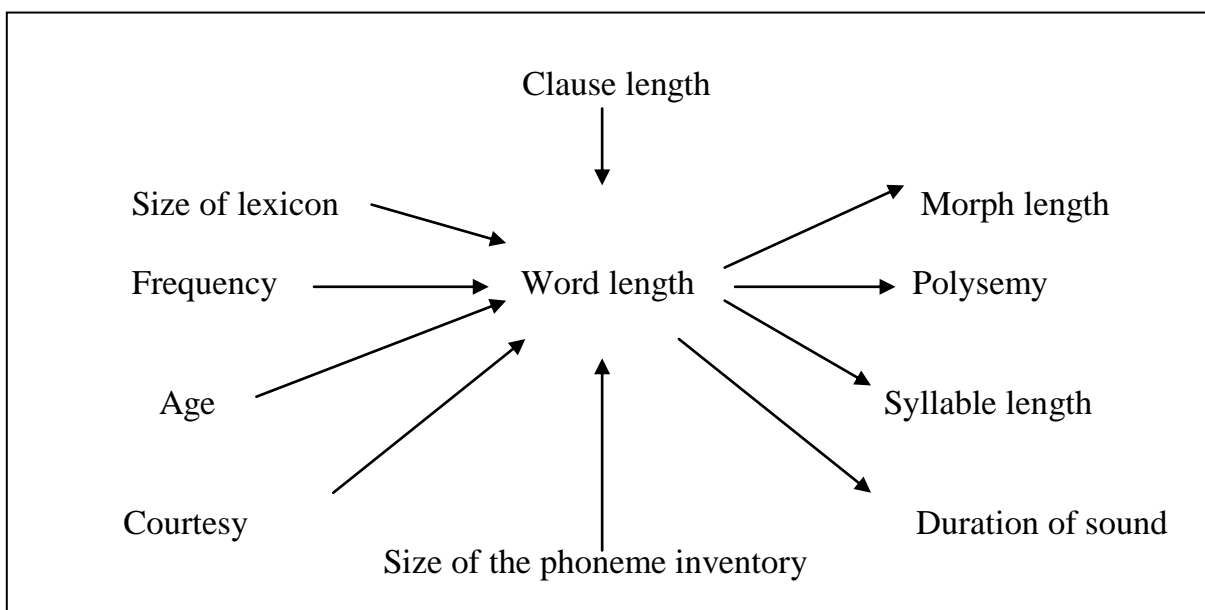 Clause length
Size of lexicon
Morph length
Frequency
Word length
Polysemy
Age
Syllable length
Courtesy
Duration of sound
Size of the phoneme inventory